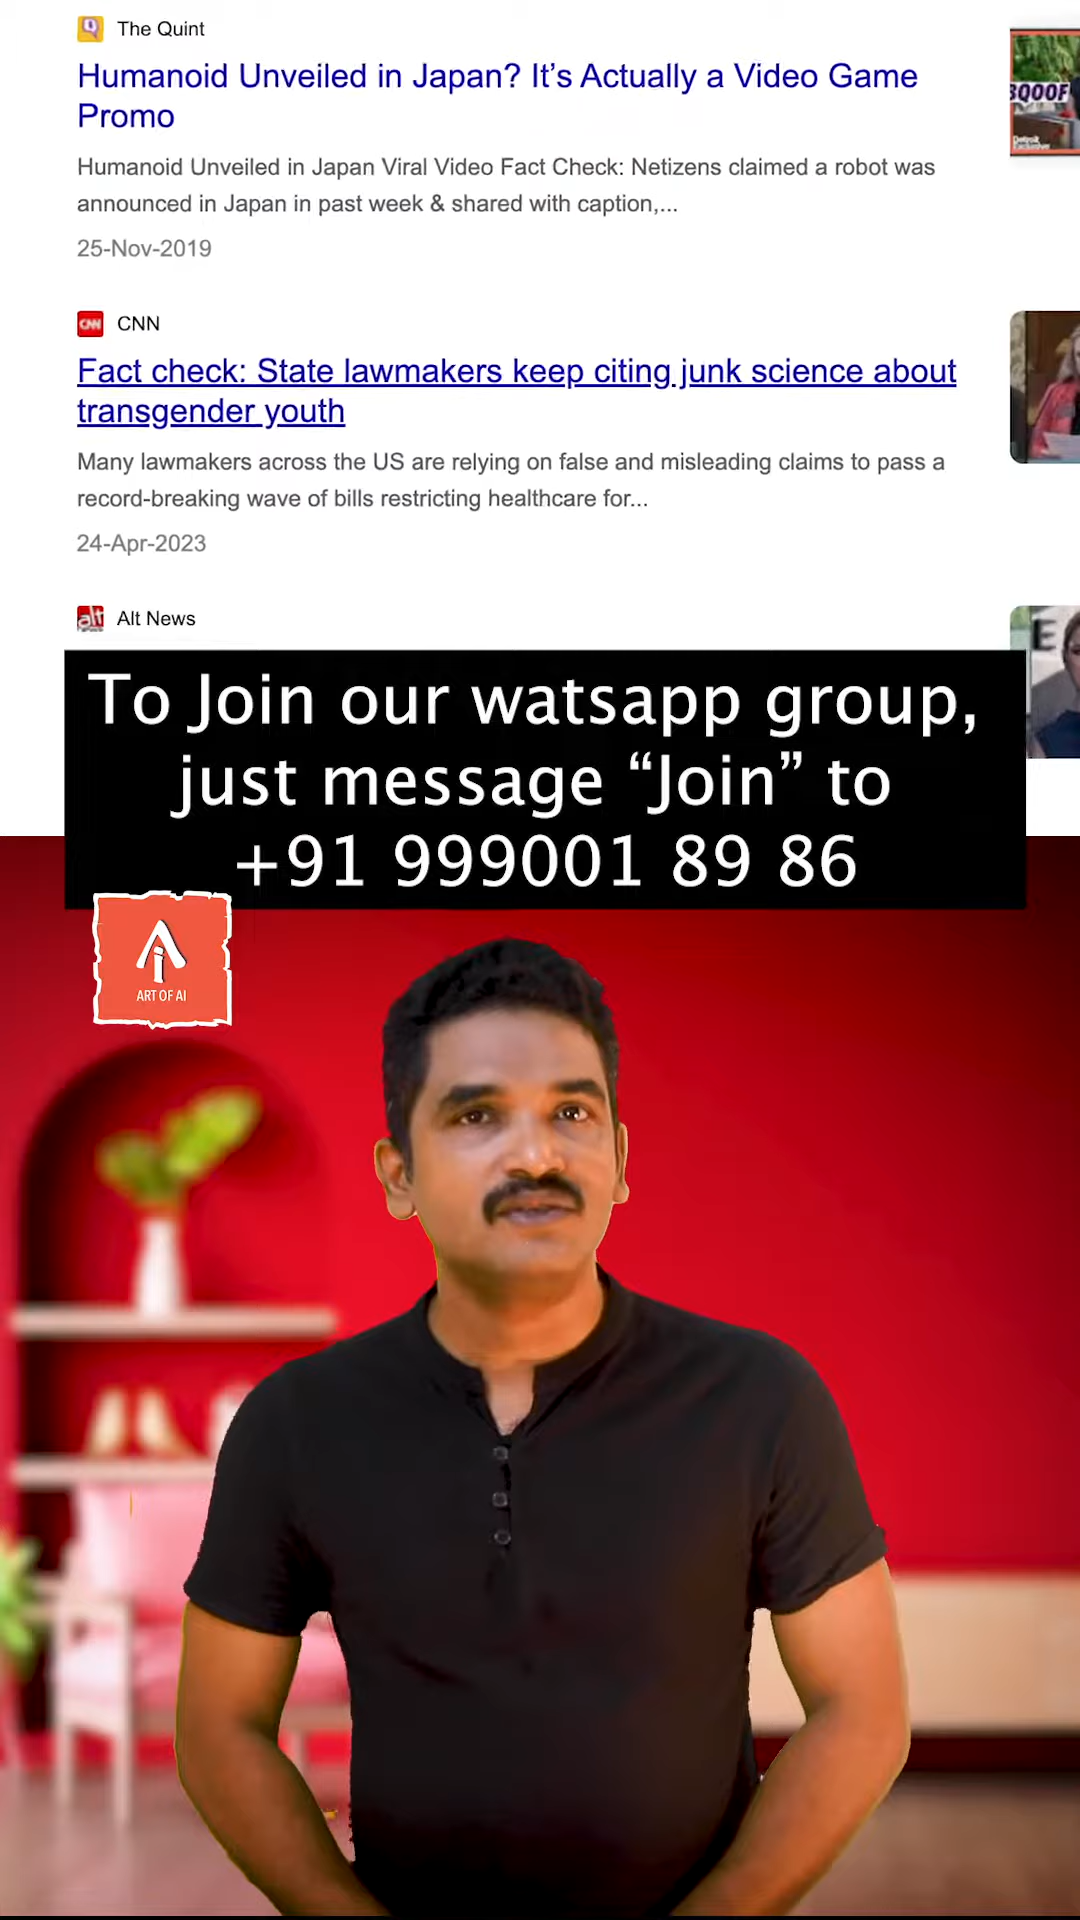 The Quint
Humanoid Unveiled in Japan? It’s Actually a Video Game
Promo
Humanoid Unveiled in Japan Viral Video Fact Check: Netizens claimed a robot was
announced in Japan in past week & shared with caption,...
25-Nov-2019
BQOOF
CNN
CNN
Fact check: State lawmakers keep citing junk science about
transgender youth
Many lawmakers across the US are relying on false and misleading claims to pass a
record-breaking wave of bills restricting healthcare for...
24-Apr-2023
alt
Alt News
E
To Join our watsapp group,
just message “Join” to
+91 999001 89 86
Ai
ART OF AI